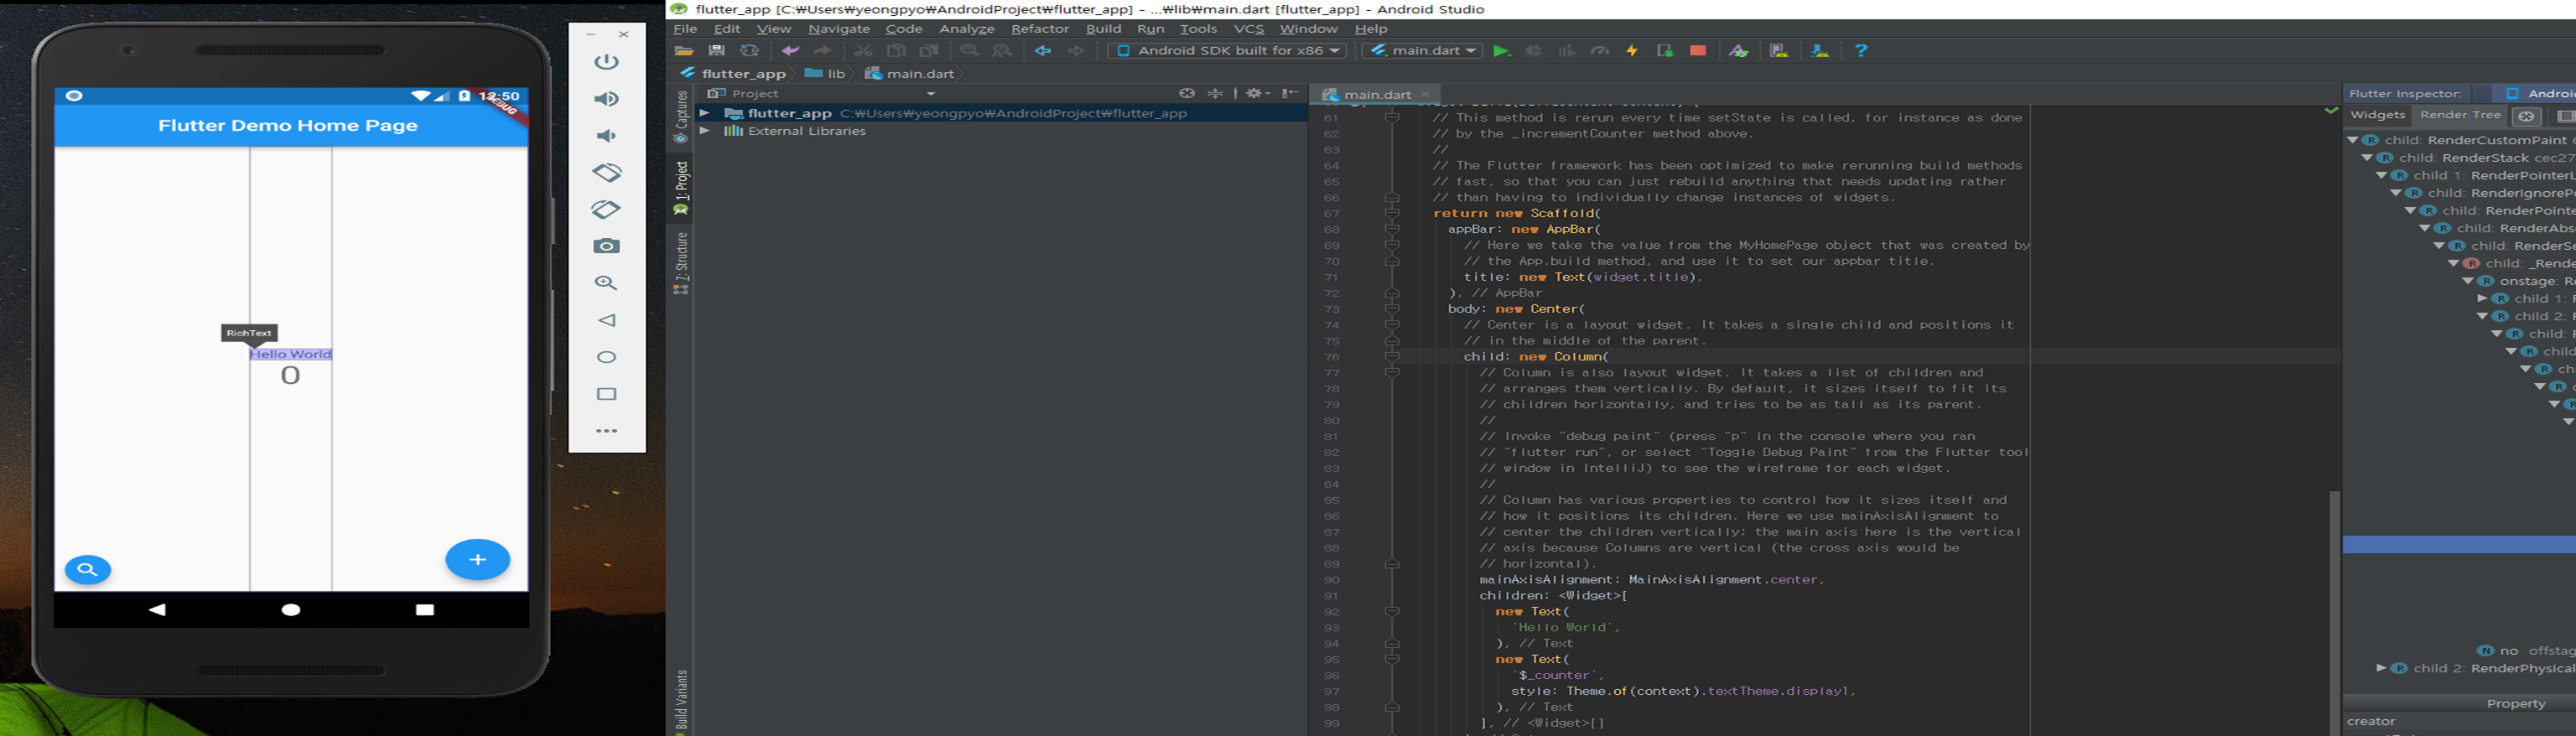 12:50
DEBUG
Flutter Demo Home Page
RichText
Hello World
0
flutter_app [C:₩Users₩yeongpyo₩AndroidProject₩flutter_app] - ...₩lib₩main.dart [flutter_app] - Android Studio
File Edit View Navigate Code Analyze Refactor Build Run Tools VCS Window Help
Android SDK built for x86 main.dart
flutter_app lib main.dart
Captures
1: Project
7: Structure
Build Variants
Project
flutter_app C:₩Users₩yeongpyo₩AndroidProject₩flutter_app
External Libraries
main.dart
61 // This method is rerun every time setState is called, for instance as done
62 // by the _incrementCounter method above.
63 //
64 // The Flutter framework has been optimized to make rerunning build methods
65 // fast, so that you can just rebuild anything that needs updating rather
66 // than having to individually change instances of widgets.
67 return new Scaffold(
68 appBar: new AppBar(
69 // Here we take the value from the MyHomePage object that was created by
70 // the App.build method, and use it to set our appbar title.
71 title: new Text(widget.title),
72 ), // AppBar
73 body: new Center(
74 // Center is a layout widget. It takes a single child and positions it
75 // in the middle of the parent.
76 child: new Column(
77 // Column is also layout widget. It takes a list of children and
78 // arranges them vertically. By default, it sizes itself to fit its
79 // children horizontally, and tries to be as tall as its parent.
80 //
81 // Invoke "debug paint" (press "p" in the console where you ran
82 // "flutter run", or select "Toggle Debug Paint" from the Flutter tool
83 // window in IntelliJ) to see the wireframe for each widget.
84 //
85 // Column has various properties to control how it sizes itself and
86 // how it positions its children. Here we use mainAxisAlignment to
87 // center the children vertically; the main axis here is the vertical
88 // axis because Columns are vertical (the cross axis would be
89 // horizontal).
90 mainAxisAlignment: MainAxisAlignment.center,
91 children: <Widget>[
92 new Text(
93 'Hello World',
94 ), // Text
95 new Text(
96 '$_counter',
97 style: Theme.of(context).textTheme.display1,
98 ), // Text
99 ], // <Widget>[]
Flutter Inspector:
Widgets Render Tree
child: RenderCustomPaint
child: RenderStack cec27
child 1: RenderPointerL
child: RenderIgnorePo
child: RenderPointe
child: RenderAbs
child: RenderSe
child: _Rende
onstage: Re
child 1: R
child 2: R
child: R
child
ch
no offstag
child 2: RenderPhysical
Property
creator